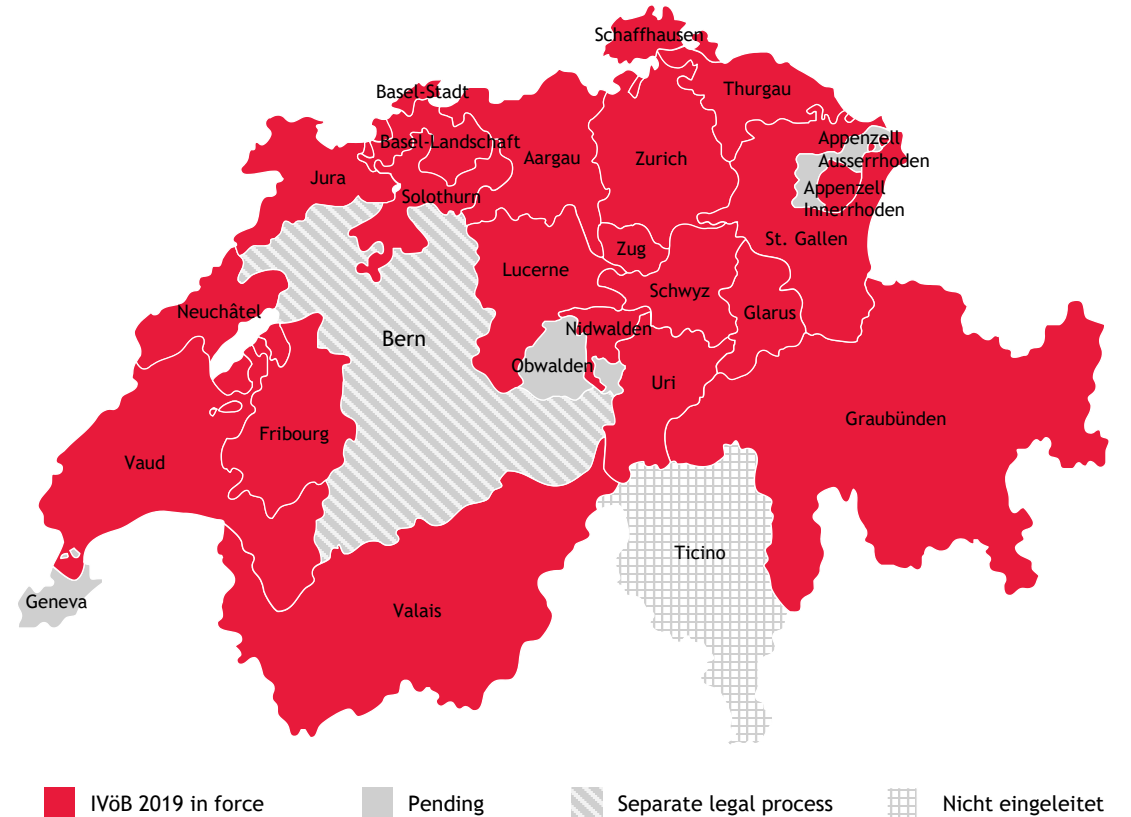 Schaffhausen
Thurgau
Basel-Stadt
Basel-Landschaft
Aargau
Zurich
Appenzell
Ausserrhoden
Jura
Solothurn
Appenzell
Innerrhoden
Zug
St. Gallen
Lucerne
Schwyz
Neuchâtel
Glarus
Nidwalden
Bern
Obwalden
Uri
Graubünden
Fribourg
Vaud
Ticino
Geneva
Valais
IVöB 2019 in force
Pending
Separate legal process
Nicht eingeleitet